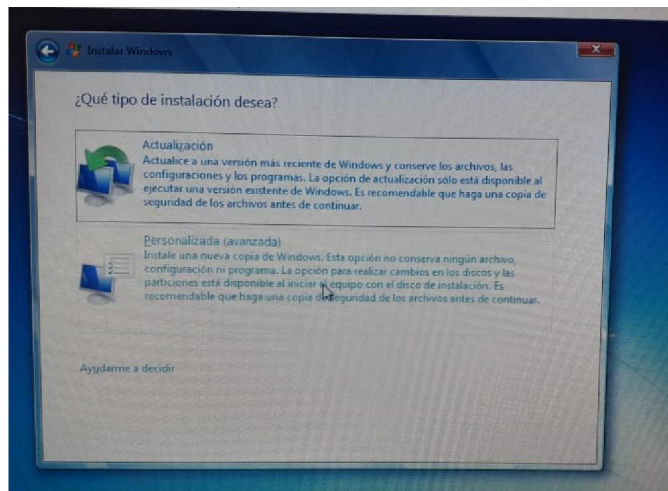 Instalar Windows
¿Qué tipo de instalación desea?
Actualización
Actualice a una versión más reciente de Windows y conserve los archivos, las
configuraciones y los programas. La opción de actualización sólo está disponible al
ejecutar una versión existente de Windows. Es recomendable que haga una copia de
seguridad de los archivos antes de continuar.
Personalizada (avanzada)
Instale una nueva copia de Windows. Esta opción no conserva ningún archivo,
configuración ni programa. La opción para realizar cambios en los discos y las
particiones está disponible al iniciar el equipo con el disco de instalación. Es
recomendable que haga una copia de seguridad de los archivos antes de continuar.
Ayudarme a decidir